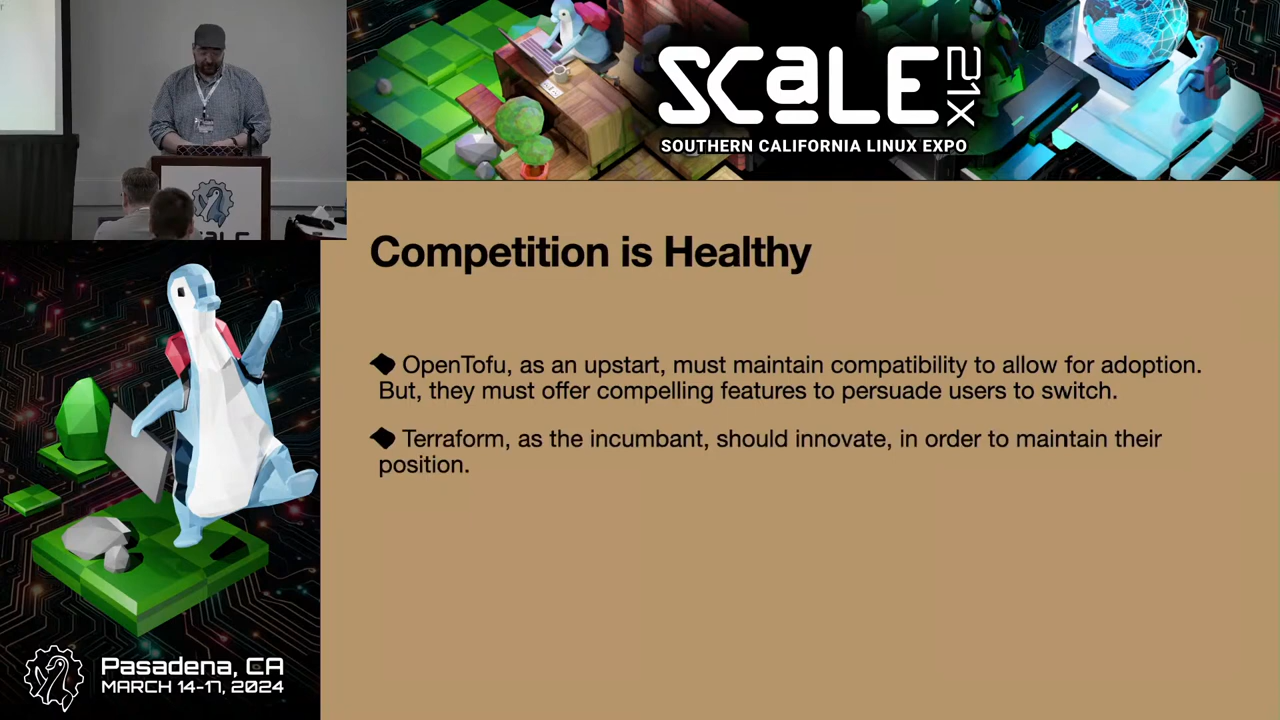 SCaLE 21x
SOUTHERN CALIFORNIA LINUX EXPO
Competition is Healthy
OpenTofu, as an upstart, must maintain compatibility to allow for adoption.
But, they must offer compelling features to persuade users to switch.
Terraform, as the incumbant, should innovate, in order to maintain their
position.
Pasadena, CA
MARCH 14-17, 2024